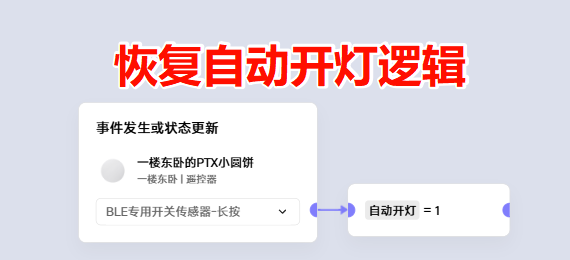 恢复自动开灯逻辑
事件发生或状态更新
一楼东卧的PTX小圆饼
一楼东卧 | 遥控器
BLE专用开关传感器-长按
自动开灯 = 1